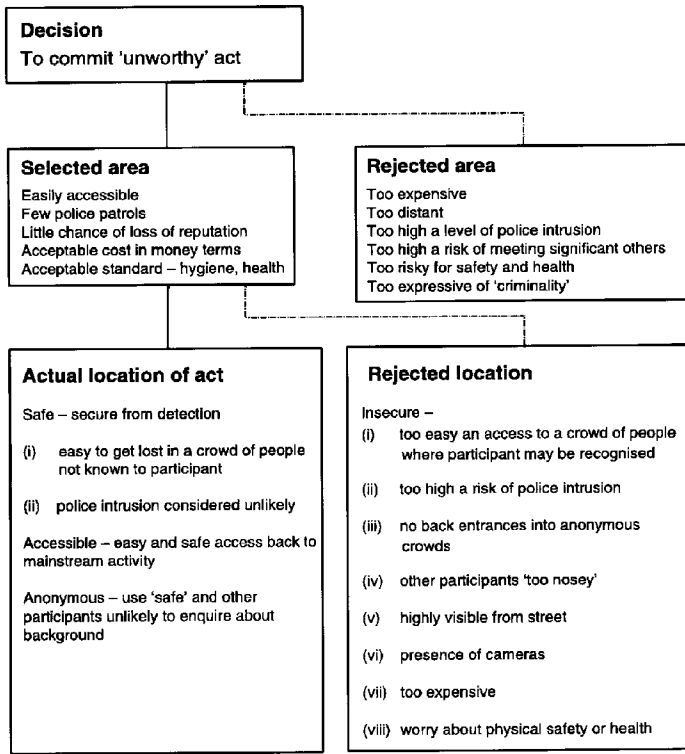 Decision
To commit ‘unworthy’ act
Selected area
Easily accessible
Few police patrols
Little chance of loss of reputation
Acceptable cost in money terms
Acceptable standard – hygiene, health
Rejected area
Too expensive
Too distant
Too high a level of police intrusion
Too high a risk of meeting significant others
Too risky for safety and health
Too expressive of ‘criminality’
Actual location of act
Safe – secure from detection
(i) easy to get lost in a crowd of people
not known to participant
(ii) police intrusion considered unlikely
Accessible – easy and safe access back to
mainstream activity
Anonymous – use ‘safe’ and other
participants unlikely to enquire about
background
Rejected location
Insecure –
(i) too easy an access to a crowd of people
where participant may be recognised
(ii) too high a risk of police intrusion
(iii) no back entrances into anonymous
crowds
(iv) other participants ‘too nosey’
(v) highly visible from street
(vi) presence of cameras
(vii) too expensive
(viii) worry about physical safety or health